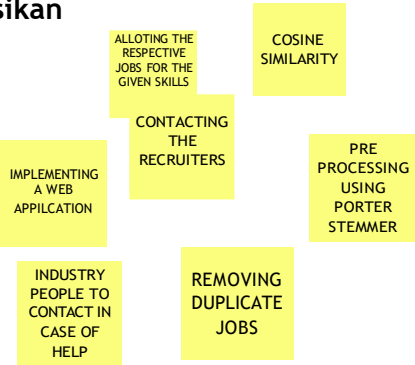 sikan
ALLOTING THE
RESPECTIVE
JOBS FOR THE
GIVEN SKILLS
COSINE
SIMILARITY
CONTACTING
THE
RECRUITERS
IMPLEMENTING
A WEB
APPILCATION
PRE
PROCESSING
USING
PORTER
STEMMER
INDUSTRY
PEOPLE TO
CONTACT IN
CASE OF
HELP
REMOVING
DUPLICATE
JOBS